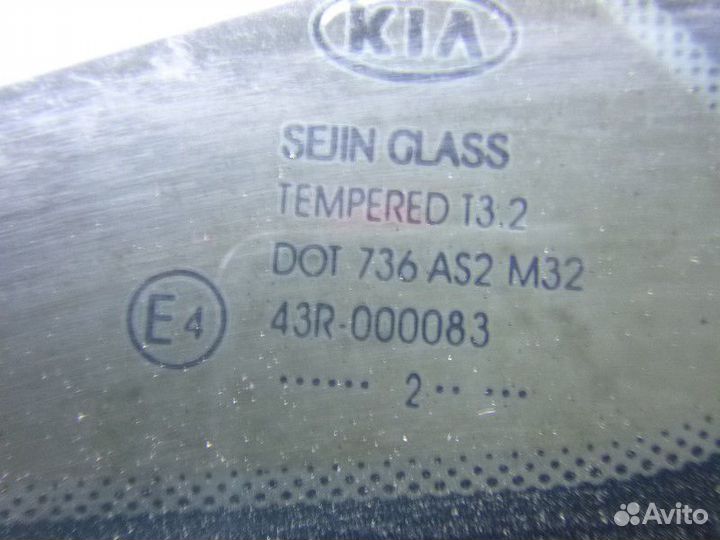 KIA
SEJIN GLASS
TEMPERED T3.2
DOT 736 AS2 M32
E4
43R-000083
...... 2.. ...
Avito